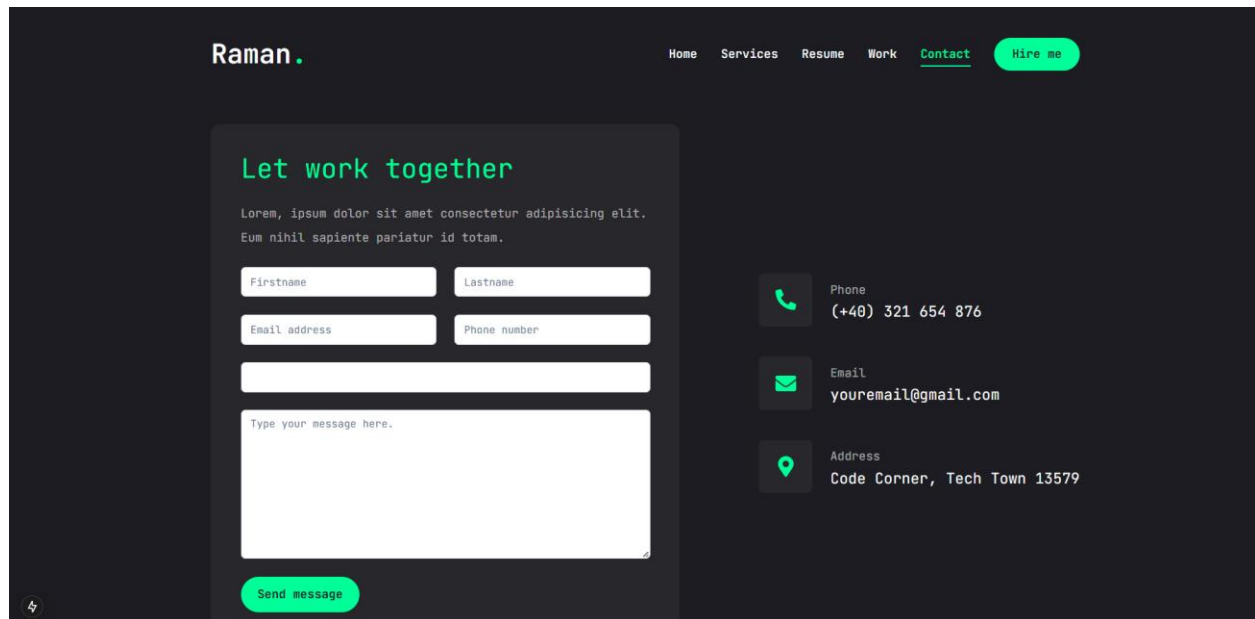 Raman.
Home Services Resume Work Contact Hire me
Let work together
Lorem, ipsum dolor sit amet consectetur adipisicing elit.
Eum nihil sapiente pariatur id totam.
Firstname Lastname
Email address Phone number
Type your message here.
Send message
Phone
(+40) 321 654 876
Email
youremail@gmail.com
Address
Code Corner, Tech Town 13579